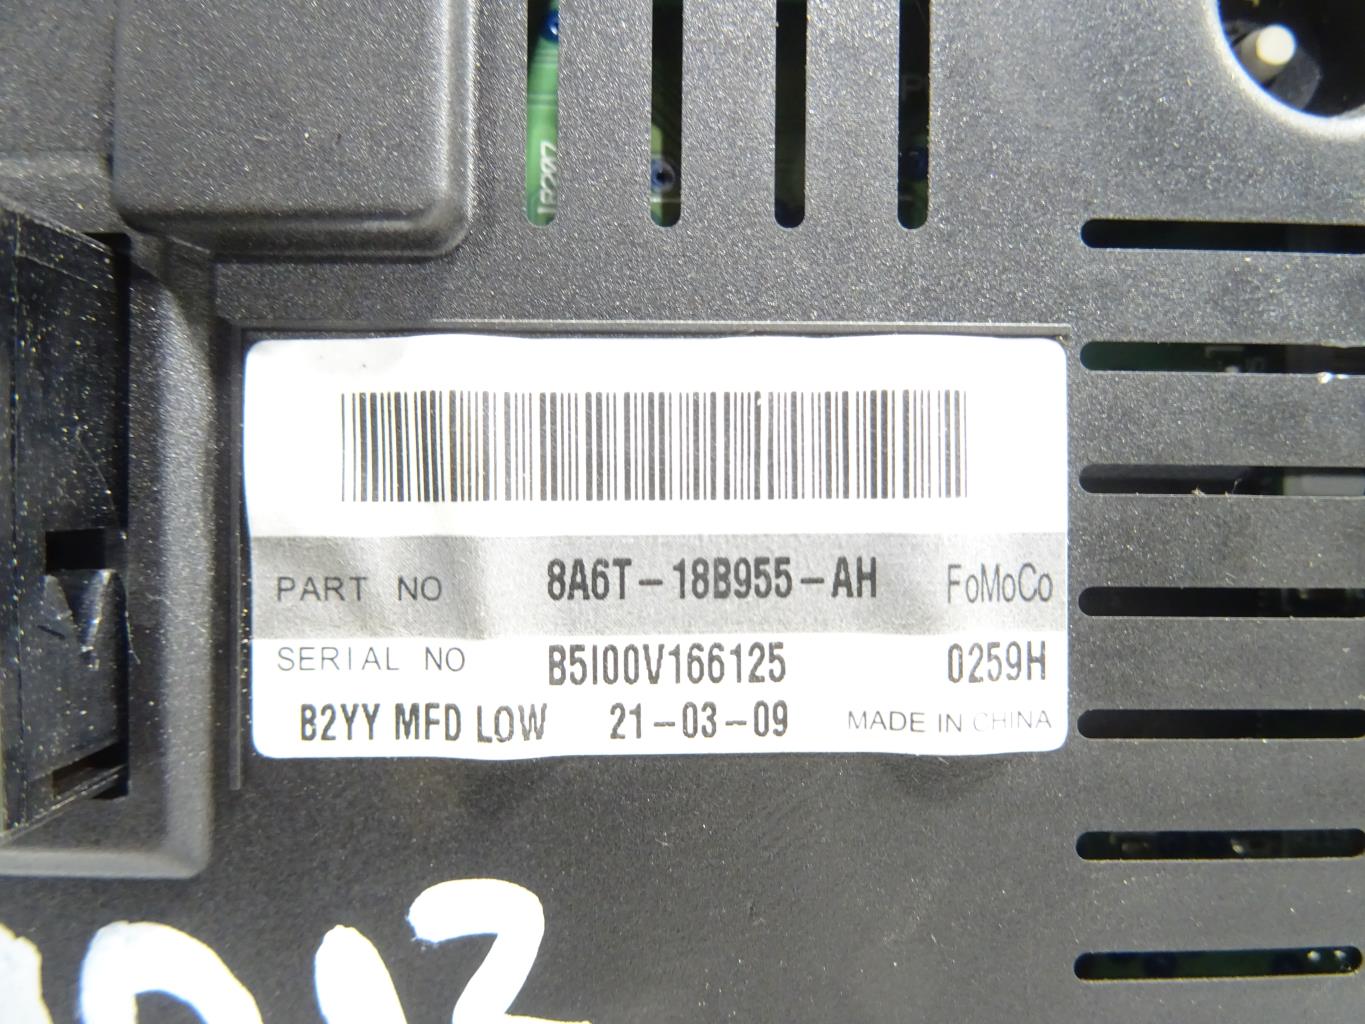 PART NO 8A6T-18B955-AH FoMoCo
SERIAL NO B5I00V166125 0259H
B2YY MFD LOW 21-03-09 MADE IN CHINA